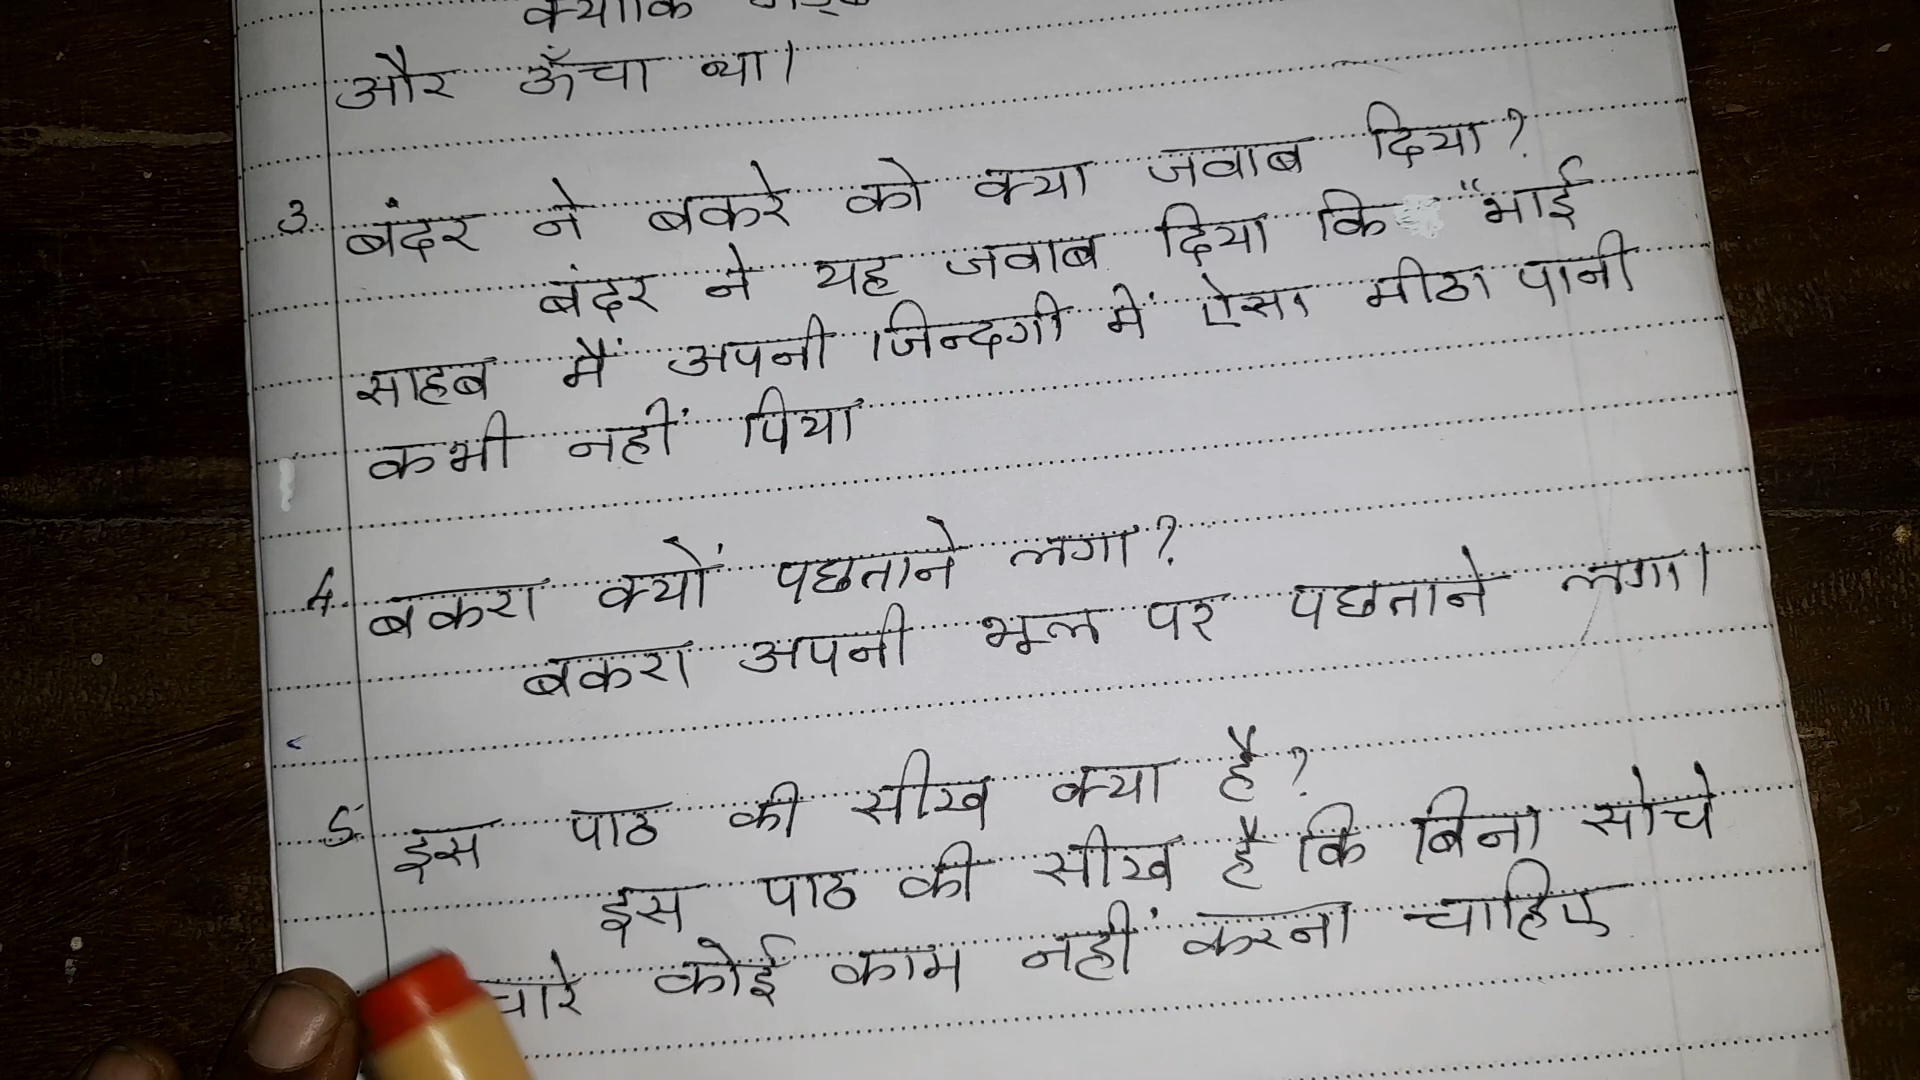 क्योंकि
और ऊँचा था।
3. बंदर ने बकरे को क्या जवाब दिया?
बंदर ने यह जवाब दिया कि "भाई
साहब मैं अपनी जिन्दगी में ऐसा मीठा पानी
कभी नहीं पिया
4. बकरा क्यों पछताने लगा?
बकरा अपनी भूल पर पछताने लगा।
5. इस पाठ की सीख क्या है?
इस पाठ की सीख है कि बिना सोचे
चारे कोई काम नहीं करना चाहिए